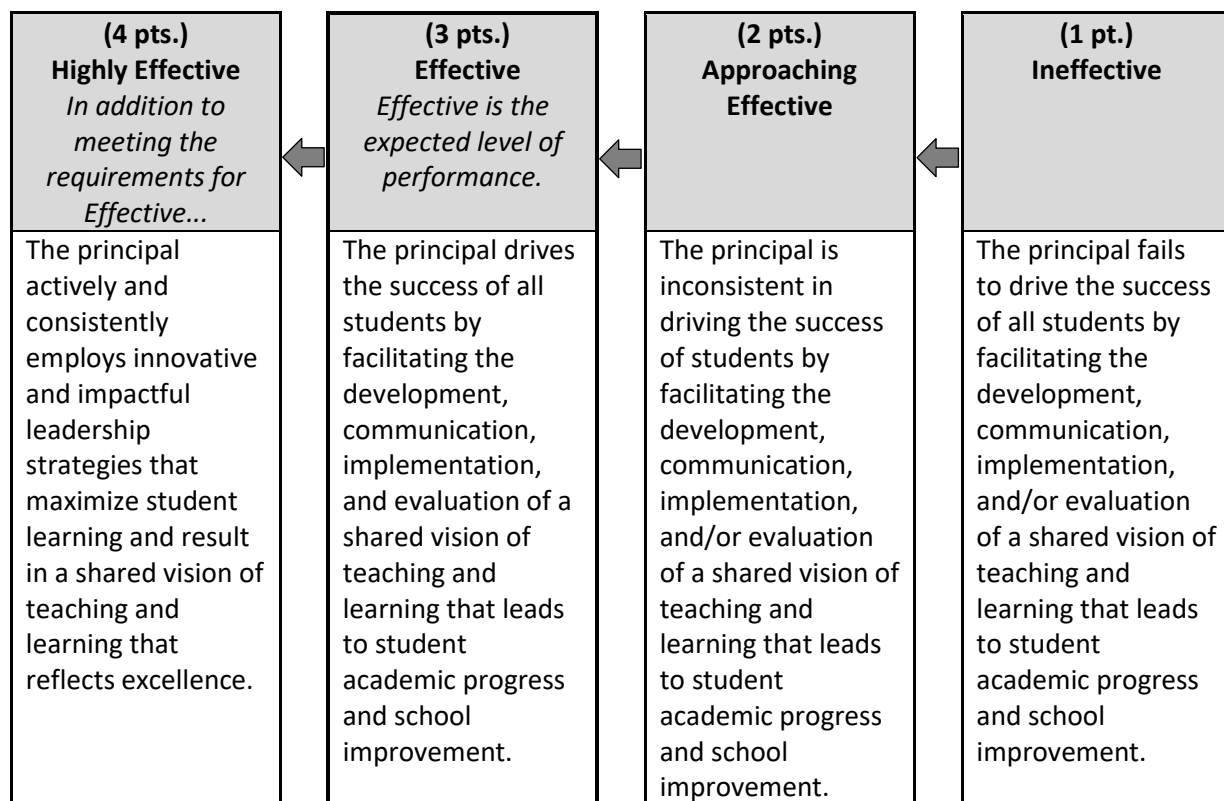 (4 pts.)
Highly Effective
In addition to
meeting the
requirements for
Effective...
The principal
actively and
consistently
employs innovative
and impactful
leadership
strategies that
maximize student
learning and result
in a shared vision of
teaching and
learning that
reflects excellence.
(3 pts.)
Effective
Effective is the
expected level of
performance.
The principal drives
the success of all
students by
facilitating the
development,
communication,
implementation,
and evaluation of a
shared vision of
teaching and
learning that leads
to student
academic progress
and school
improvement.
(2 pts.)
Approaching
Effective
The principal is
inconsistent in
driving the success
of students by
facilitating the
development,
communication,
implementation,
and/or evaluation
of a shared vision of
teaching and
learning that leads
to student
academic progress
and school
improvement.
(1 pt.)
Ineffective
The principal fails
to drive the success
of all students by
facilitating the
development,
communication,
implementation,
and/or evaluation
of a shared vision of
teaching and
learning that leads
to student
academic progress
and school
improvement.